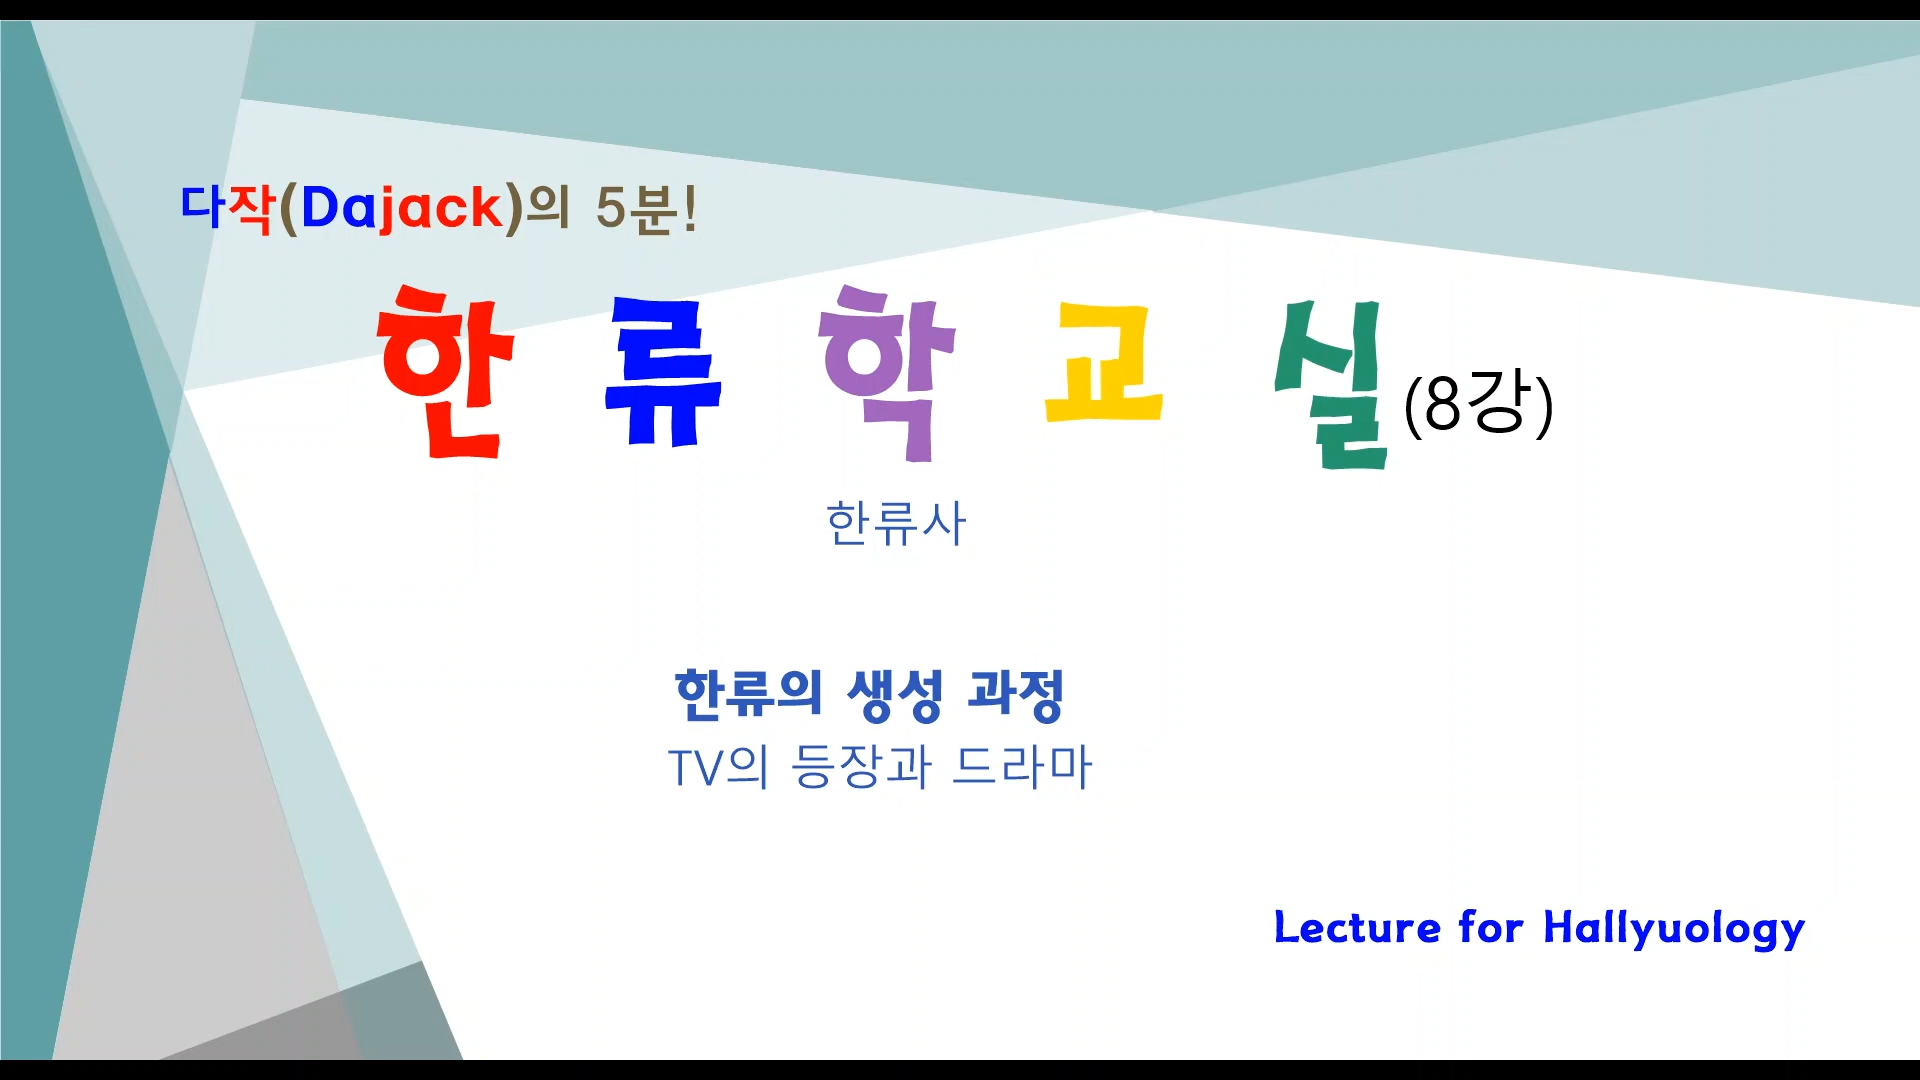 다작(Dajack)의 5분!
한 류 학 교 실 (8강)
한류사
한류의 생성 과정
TV의 등장과 드라마
Lecture for Hallyuology